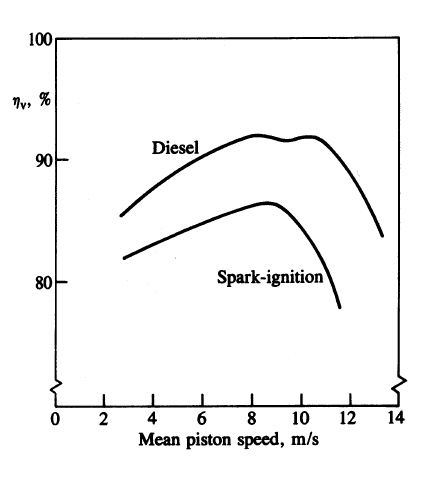 100
ηv, %
Diesel
90
Spark-ignition
80
0 2 4 6 8 10 12 14
Mean piston speed, m/s